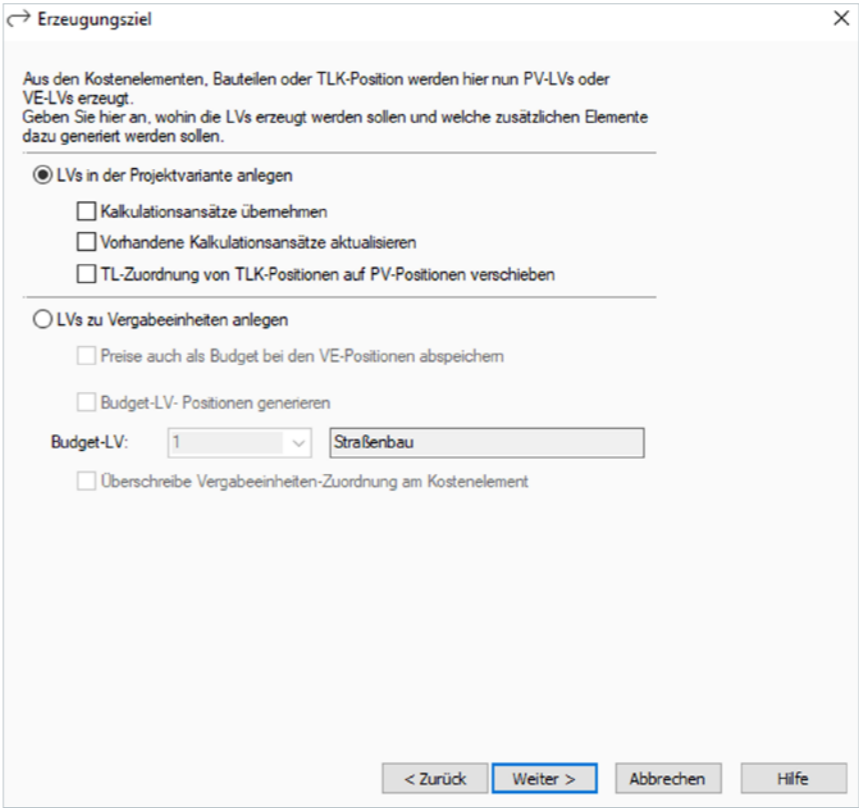 Erzeugungsziel
Aus den Kostenelementen, Bauteilen oder TLK-Position werden hier nun PV-LVs oder
VE-LVs erzeugt.
Geben Sie hier an, wohin die LVs erzeugt werden sollen und welche zusätzlichen Elemente
dazu generiert werden sollen.
LVs in der Projektvariante anlegen
Kalkulationsansätze übernehmen
Vorhandene Kalkulationsansätze aktualisieren
TL-Zuordnung von TLK-Positionen auf PV-Positionen verschieben
LVs zu Vergabeeinheiten anlegen
Preise auch als Budget bei den VE-Positionen abspeichern
Budget-LV- Positionen generieren
Budget-LV: 1 Straßenbau
Überschreibe Vergabeeinheiten-Zuordnung am Kostenelement
< Zurück Weiter > Abbrechen Hilfe